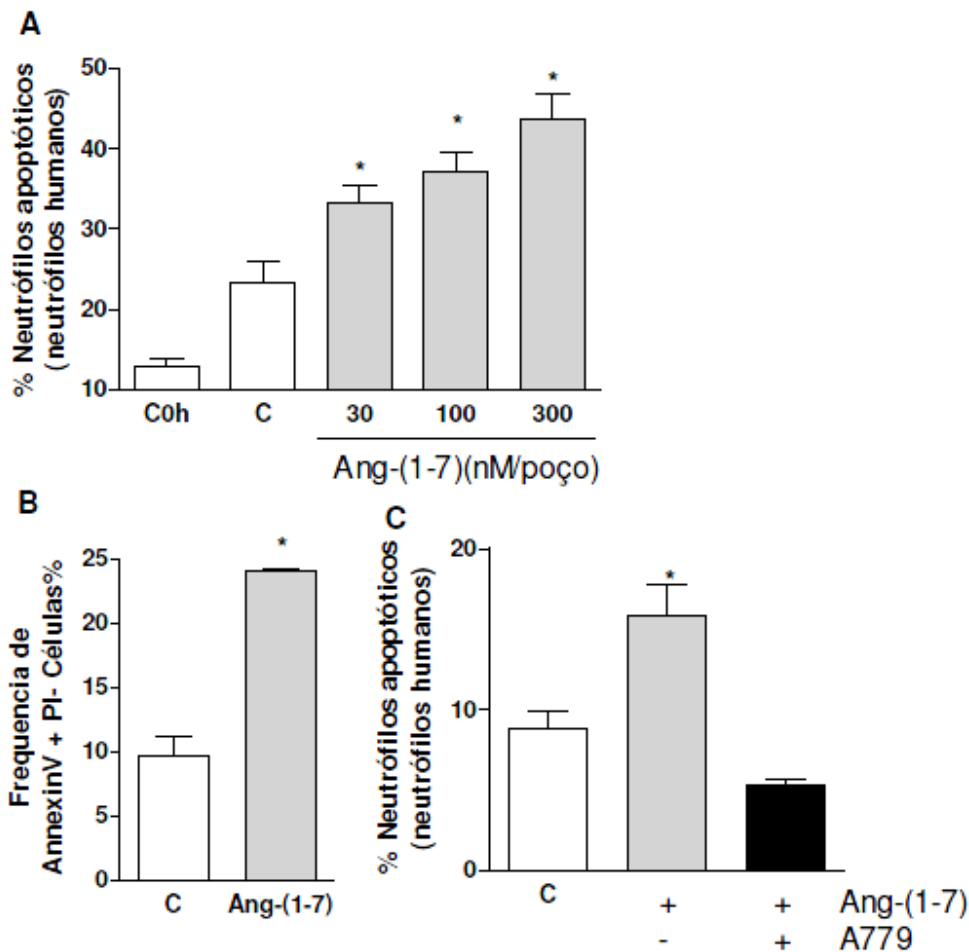 A
% Neutrófilos apoptóticos
(neutrófilos humanos)
50
40
30
20
10
*
*
*
C0h
C
30
100
300
Ang-(1-7)(nM/poço)
B
Frequencia de
AnnexinV + PI- Células%
25
20
15
10
5
0
*
C
Ang-(1-7)
C
% Neutrófilos apoptóticos
(neutrófilos humanos)
20
10
0
*
C
+ + Ang-(1-7)
- + A779